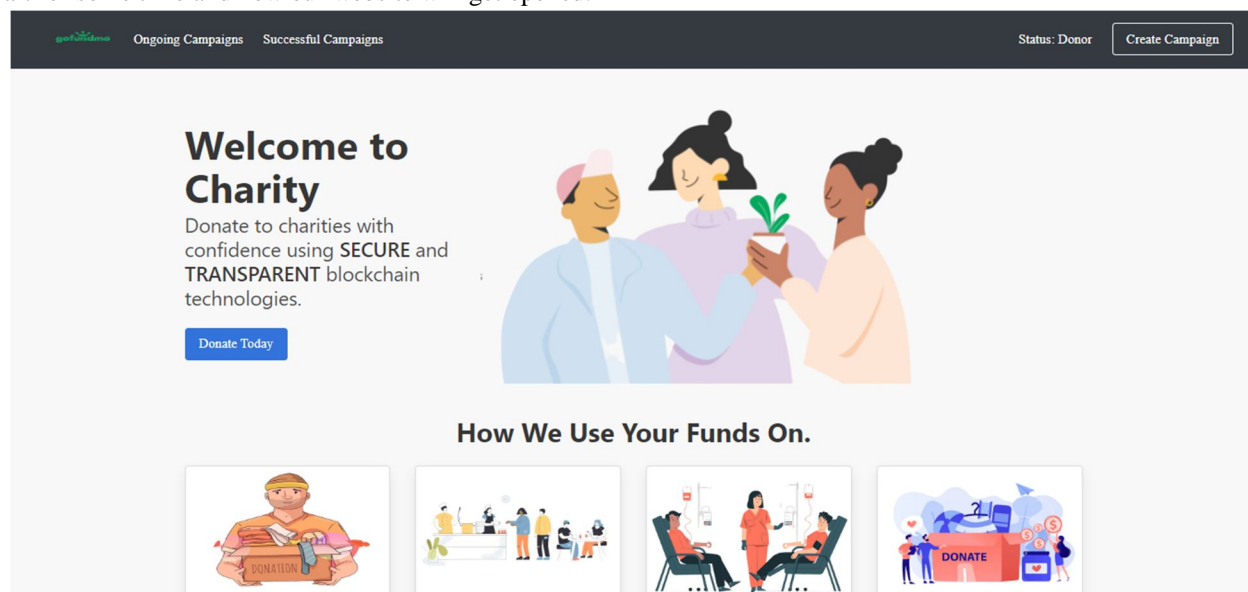 gofundme
Ongoing Campaigns
Successful Campaigns
Status: Donor
Create Campaign
Welcome to
Charity
Donate to charities with
confidence using SECURE and
TRANSPARENT blockchain
technologies.
Donate Today
How We Use Your Funds On.
DONATION
DONATE